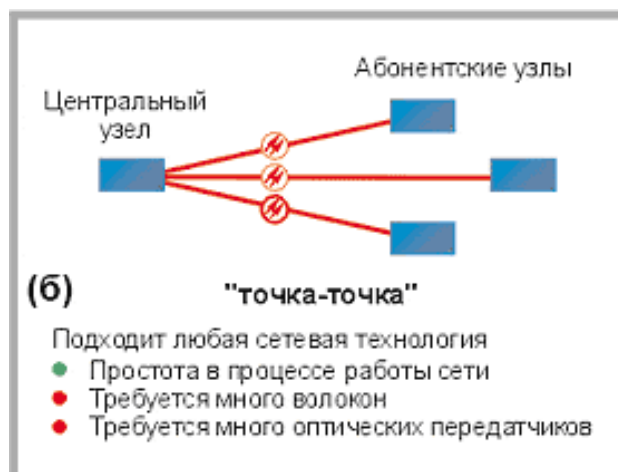 Абонентские узлы
Центральный
узел
(б)
"точка-точка"
Подходит любая сетевая технология
Простота в процессе работы сети
Требуется много волокон
Требуется много оптических передатчиков